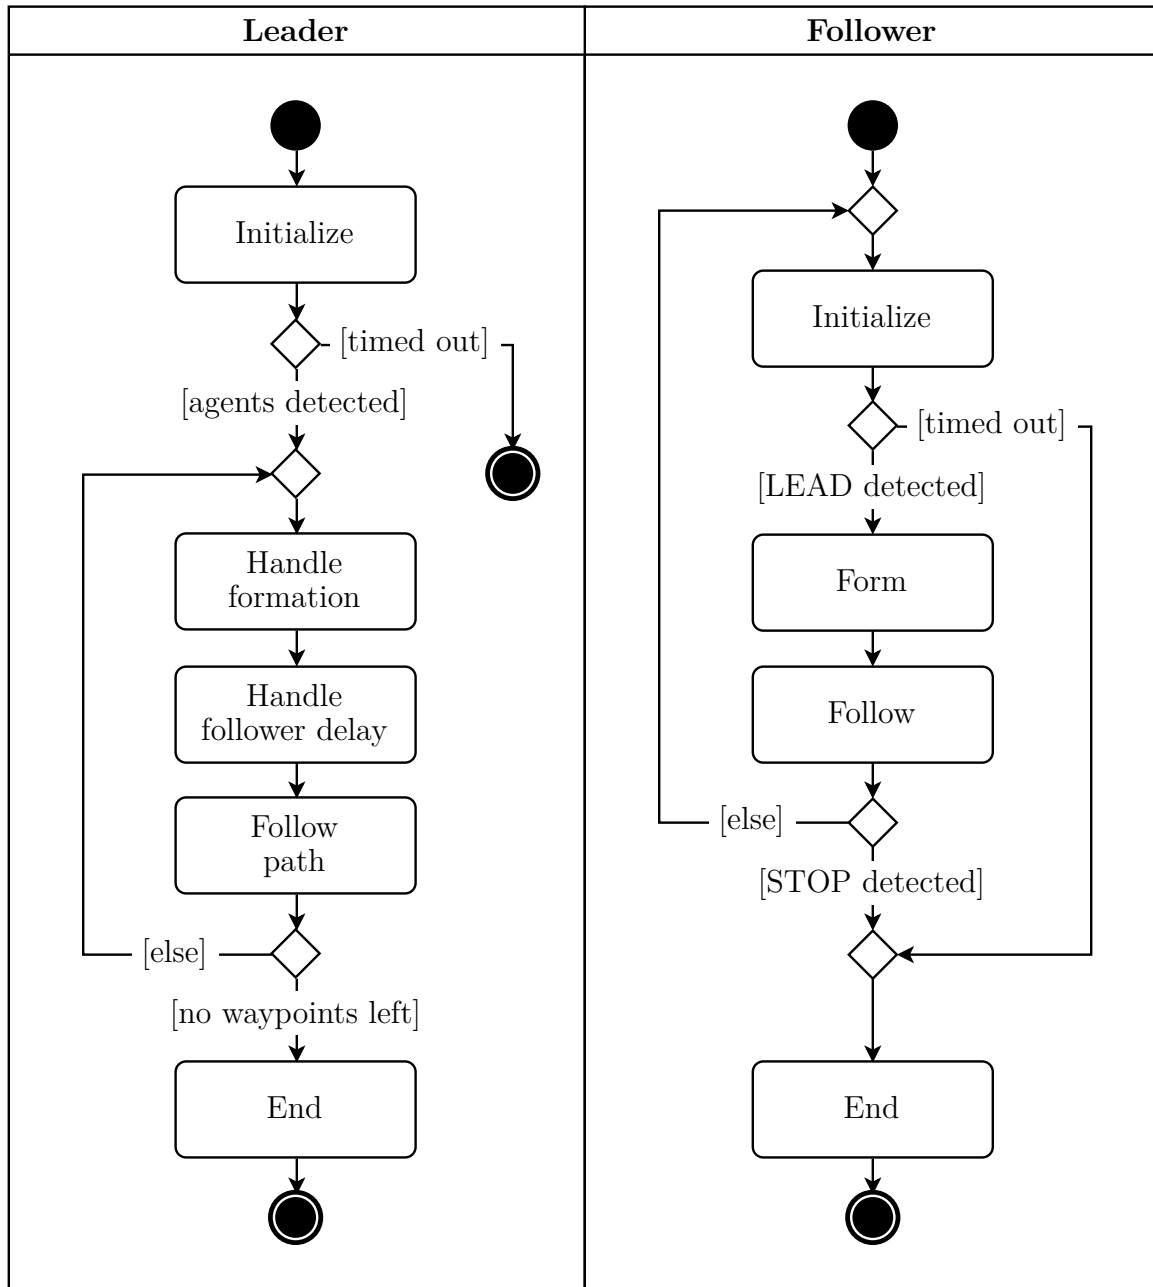 Leader
Initialize
[timed out]
[agents detected]
Handle
formation
Handle
follower delay
Follow
path
[else]
[no waypoints left]
End
Follower
Initialize
[timed out]
[LEAD detected]
Form
Follow
[else]
[STOP detected]
End